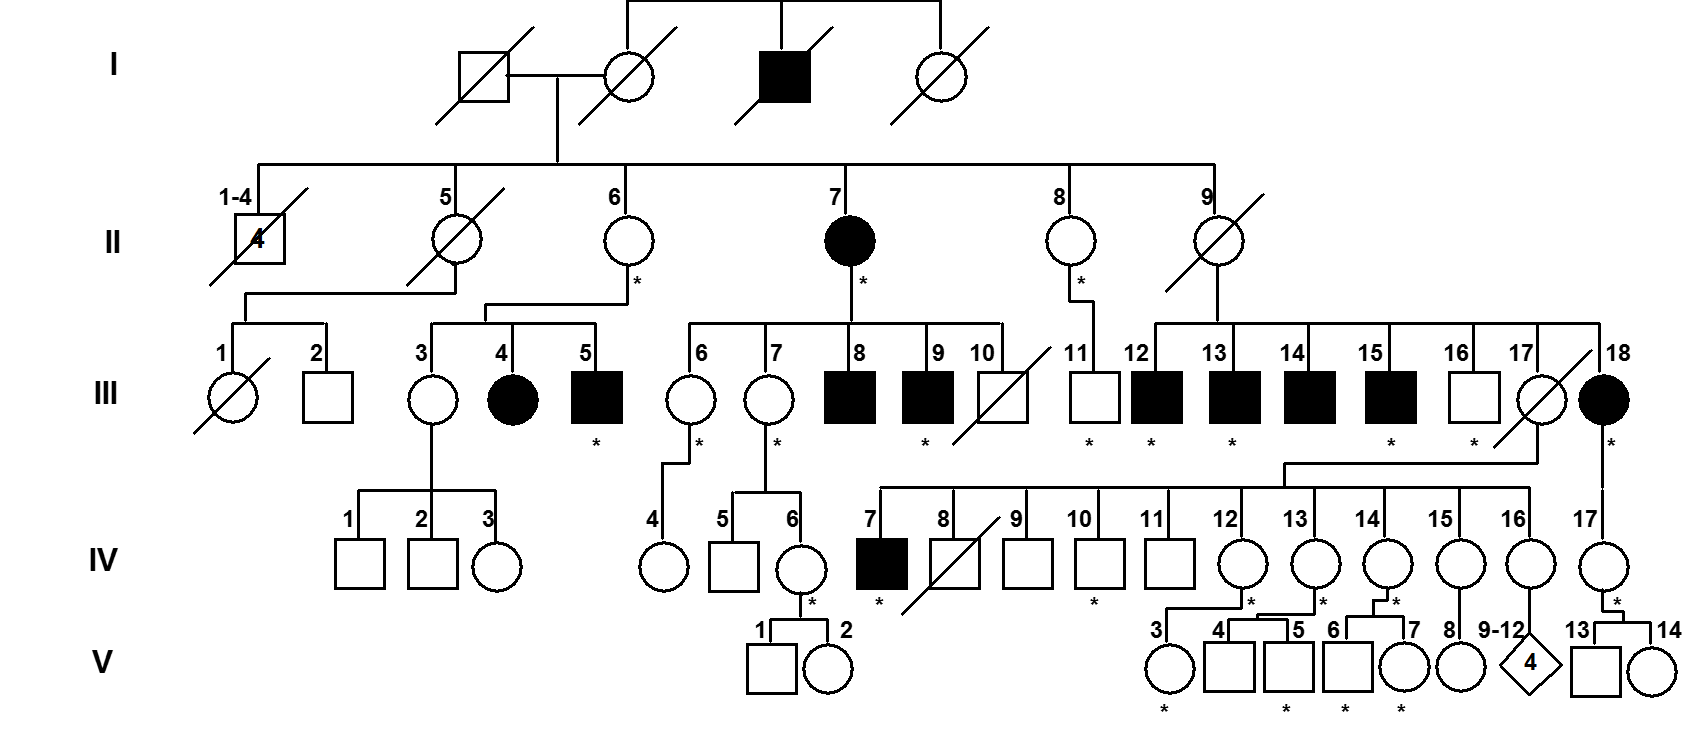 I
1-4 5 6 7 8 9
II 4
* * *
1 2 3 4 5 6 7 8 9 10 11 12 13 14 15 16 17 18
III
* * * * * * * * * *
1 2 3 4 5 6 7 8 9 10 11 12 13 14 15 16 17
IV
* * * * * * *
1 2 3 4 5 6 7 8 9-12 13 14
V 4
* * * *